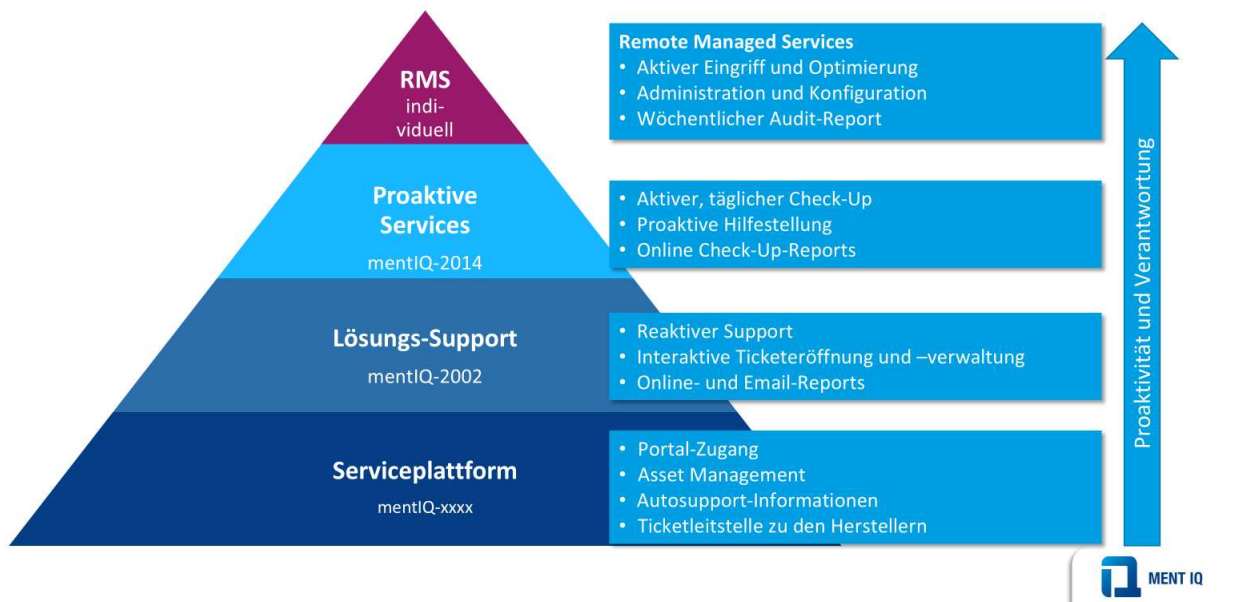 RMS
indi-
viduell
Remote Managed Services
• Aktiver Eingriff und Optimierung
• Administration und Konfiguration
• Wöchentlicher Audit-Report
Proaktive
Services
mentIQ-2014
• Aktiver, täglicher Check-Up
• Proaktive Hilfestellung
• Online Check-Up-Reports
Lösungs-Support
mentIQ-2002
• Reaktiver Support
• Interaktive Ticketeröffnung und –verwaltung
• Online- und Email-Reports
Serviceplattform
mentIQ-xxxx
• Portal-Zugang
• Asset Management
• Autosupport-Informationen
• Ticketleitstelle zu den Herstellern
Proaktivität und Verantwortung
MENT IQ